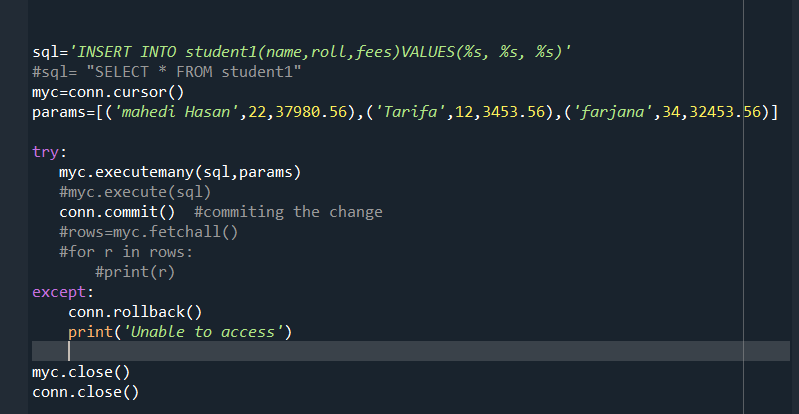 sql='INSERT INTO student1(name,roll,fees)VALUES(%s, %s, %s)'
#sql= "SELECT * FROM student1"
myc=conn.cursor()
params=[('mahedi Hasan',22,37980.56),('Tarifa',12,3453.56),('farjana',34,32453.56)]
try:
myc.executemany(sql,params)
#myc.execute(sql)
conn.commit()  #commiting the change
#rows=myc.fetchall()
#for r in rows:
#print(r)
except:
conn.rollback()
print('Unable to access')
myc.close()
conn.close()